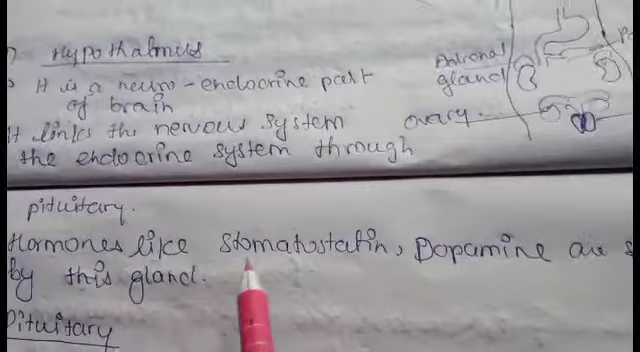 Hypothalmus
It is a neuro-endocrine part
of brain
It links the nervous system
the endocrine system through
pituitary.
Hormones like Stomatostatin, Dopamine are s
by this gland.
Pituitary
Adrenal
gland
ovary.